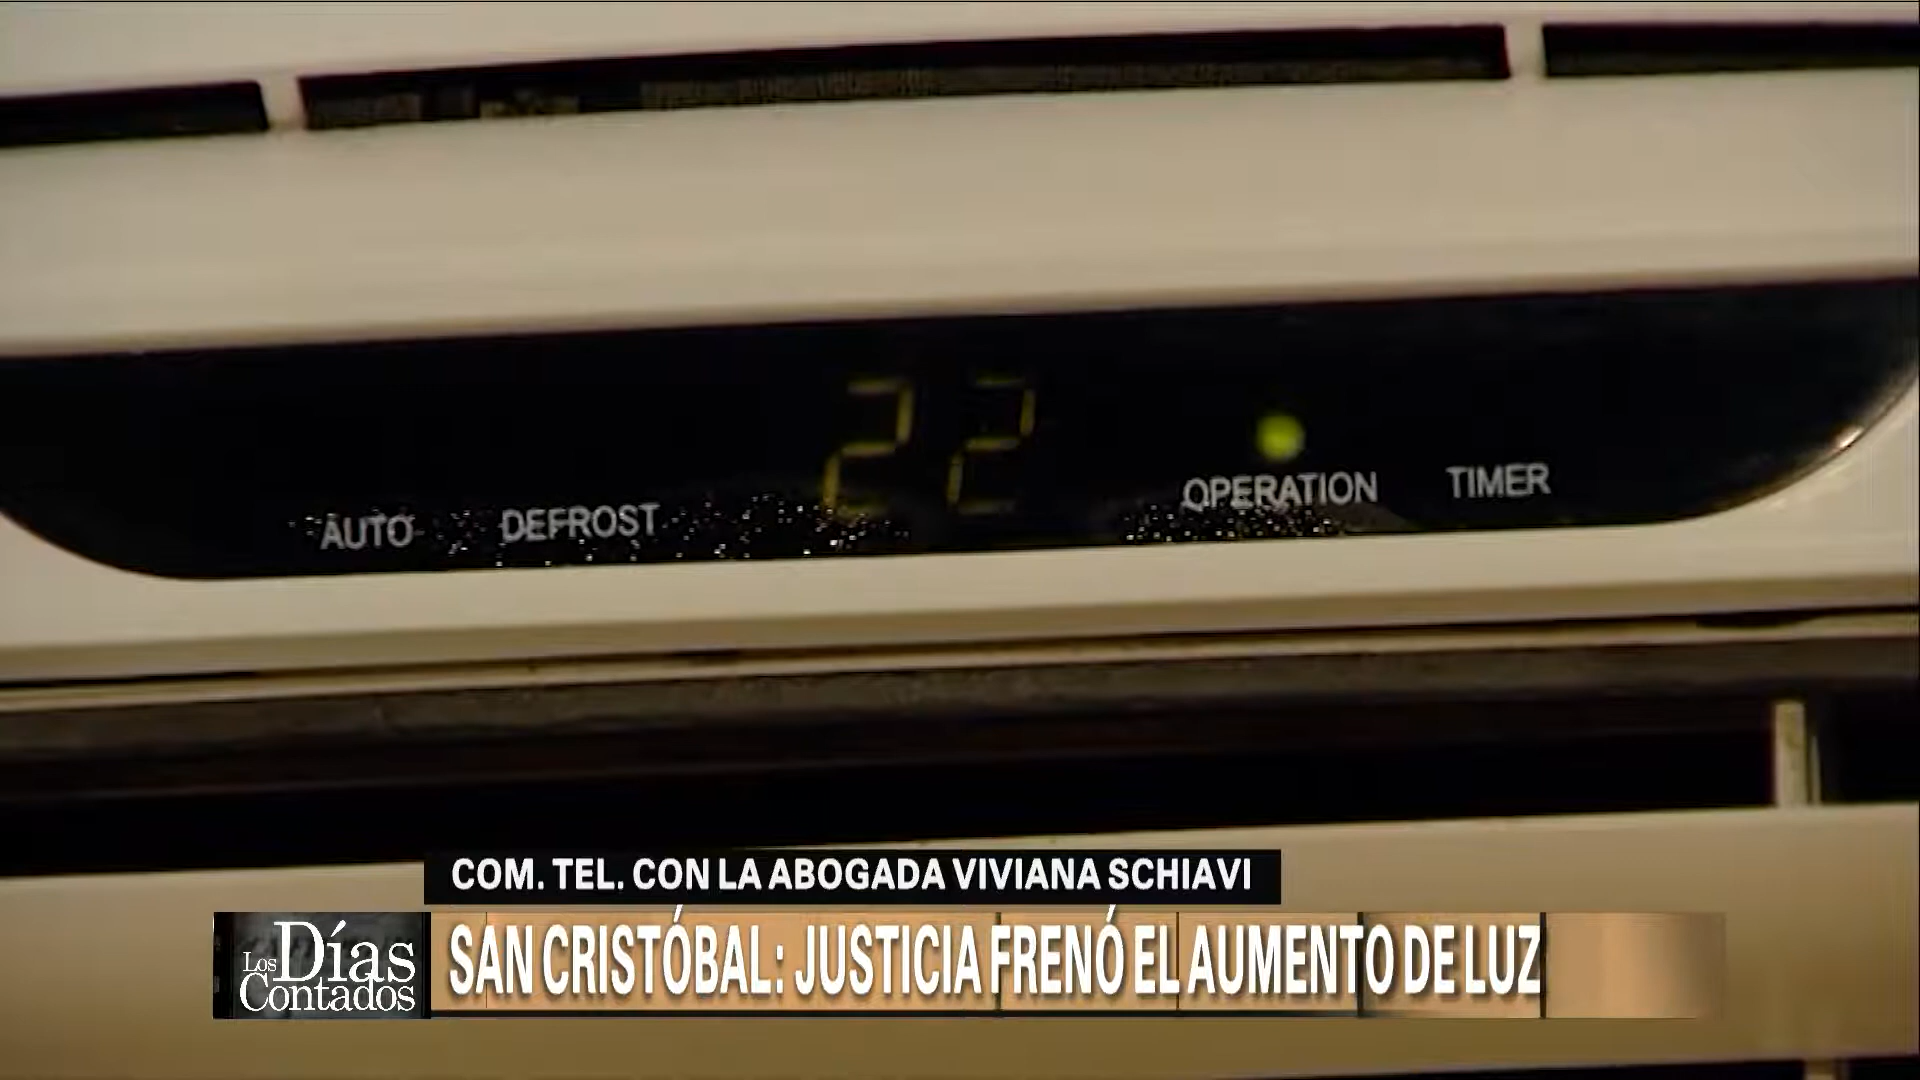 22
AUTO DEFROST OPERATION TIMER
COM. TEL. CON LA ABOGADA VIVIANA SCHIAVI
Los Días Contados
SAN CRISTÓBAL: JUSTICIA FRENÓ EL AUMENTO DE LUZ